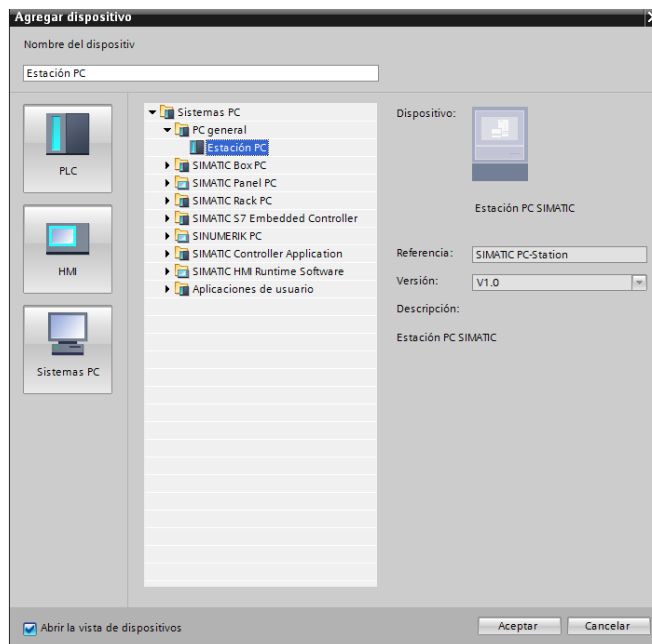 Agregar dispositivo
Nombre del dispositiv
Estación PC
PLC
HMI
Sistemas PC
Sistemas PC
PC general
Estación PC
SIMATIC Box PC
SIMATIC Panel PC
SIMATIC Rack PC
SIMATIC S7 Embedded Controller
SINUMERIK PC
SIMATIC Controller Application
SIMATIC HMI Runtime Software
Aplicaciones de usuario
Dispositivo:
Estación PC SIMATIC
Referencia: SIMATIC PC-Station
Versión: V1.0
Descripción:
Estación PC SIMATIC
Abrir la vista de dispositivos
Aceptar Cancelar